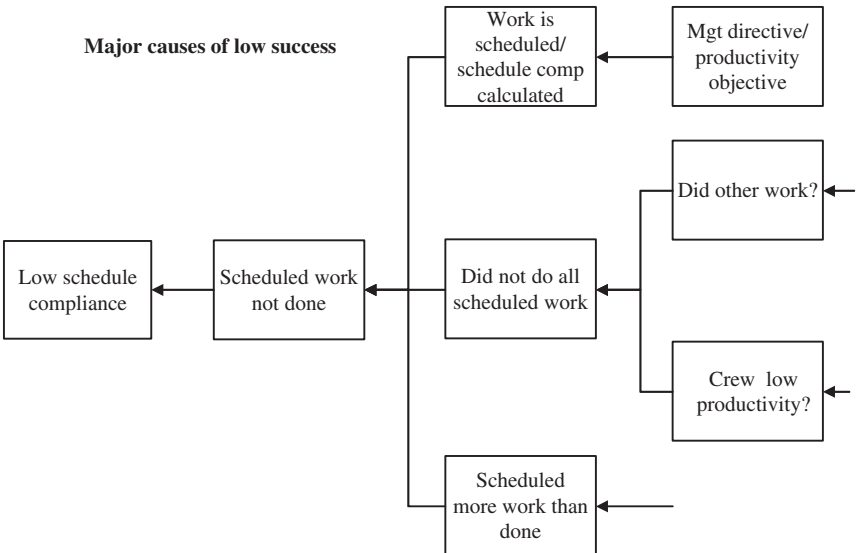 Major causes of low success
Work is
scheduled/
schedule comp
calculated
Mgt directive/
productivity
objective
Did other work?
Low schedule
compliance
Scheduled work
not done
Did not do all
scheduled work
Crew low
productivity?
Scheduled
more work than
done